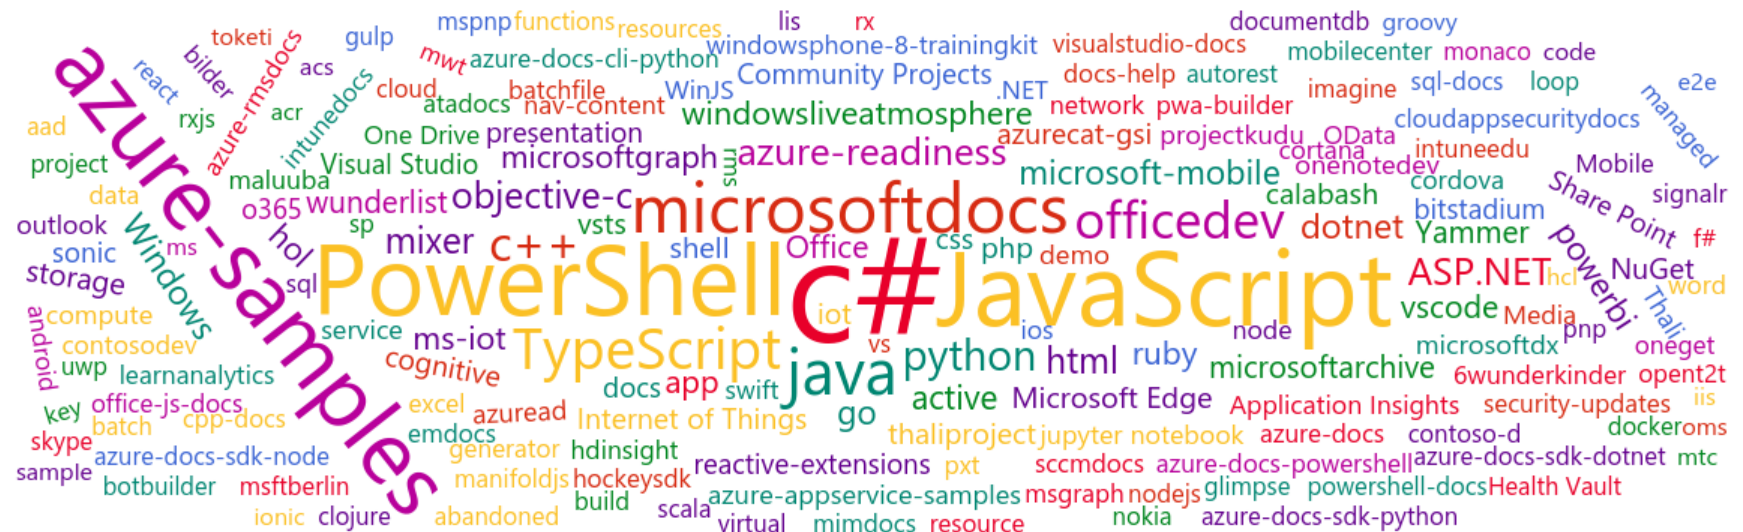 mspnp functions resources lis rx documentdb groovy
toketi gulp windowsphone-8-trainingkit visualstudio-docs mobilecenter monaco code
react bilder azure-rmsdocs acs mwt azure-docs-cli-python Community Projects docs-help autorest imagine sql-docs loop e2e
cloud batchfile WinJS .NET managed
rxjs acr intunedocs atadocs nav-content windowsliveatmosphere network pwa-builder cloudappsecuritydocs
aad One Drive presentation azurecat-gsi projectkudu OData
project Visual Studio microsoftgraph rms azure-readiness cortana intuneedu onenotedev Mobile
maluuba microsoft-mobile cordova
data o365 wunderlist objective-c calabash Share Point signalr
azure-samples
outlook sp vsts microsoftdocs officedev dotnet bitstadium Yammer f#
Windows ms hol mixer c++ shell Office css php demo powerbi
sonic
storage sql PowerShell c# JavaScript ASP.NET hcl NuGet word
android compute iot vscode Media Thali
service ms-iot TypeScript vs ios node pnp
contosodev cognitive java python html ruby microsoftdx oneget
uwp learnanalytics microsoftarchive 6wunderkinder opent2t
docs app swift active Microsoft Edge
key office-js-docs excel azuread Internet of Things go Application Insights security-updates iis
batch cpp-docs
skype emdocs thaliproject jupyter notebook azure-docs contoso-d docker oms
azure-docs-sdk-node generator hdinsight azure-docs-sdk-dotnet mtc
sample manifoldjs hockeysdk reactive-extensions pxt sccmdocs azure-docs-powershell
botbuilder msftberlin build azure-appservice-samples msgraph nodejs glimpse powershell-docs Health Vault
ionic clojure abandoned scala virtual mimdocs resource nokia azure-docs-sdk-python